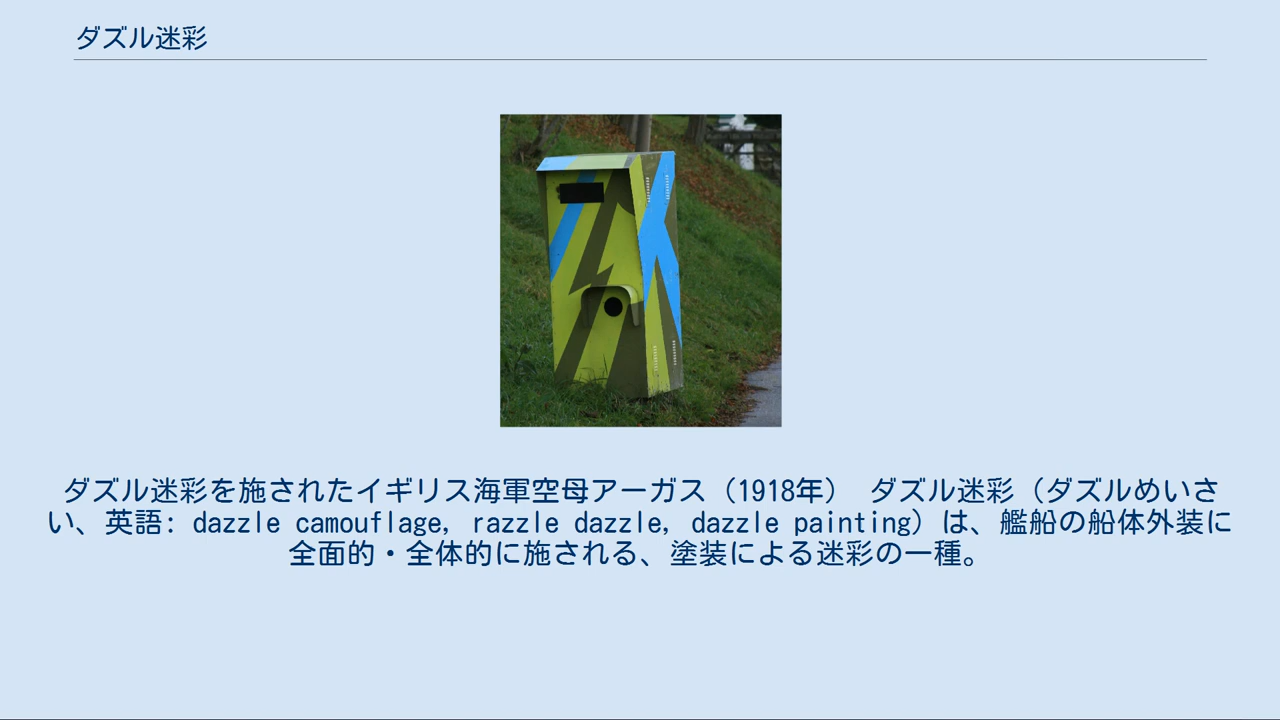 ダズル迷彩
ダズル迷彩を施されたイギリス海軍空母アーガス（1918年） ダズル迷彩（ダズルめいさ
い、英語: dazzle camouflage, razzle dazzle, dazzle painting）は、艦船の船体外装に
全面的・全体的に施される、塗装による迷彩の一種。